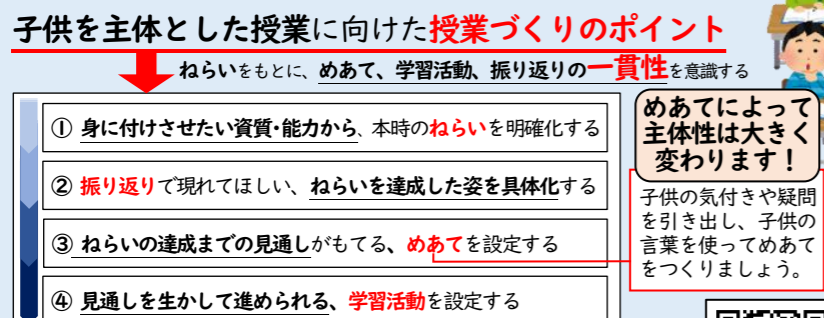 子供を主体とした授業に向けた授業づくりのポイント
ねらいをもとに、めあて、学習活動、振り返りの一貫性を意識する
① 身に付けさせたい資質・能力から、本時のねらいを明確化する
② 振り返りで現れてほしい、ねらいを達成した姿を具体化する
③ ねらいの達成までの見通しがもてる、めあてを設定する
④ 見通しを生かして進められる、学習活動を設定する
めあてによって
主体性は大きく
変わります！
子供の気付きや疑問
を引き出し、子供の
言葉を使ってめあて
をつくりましょう。